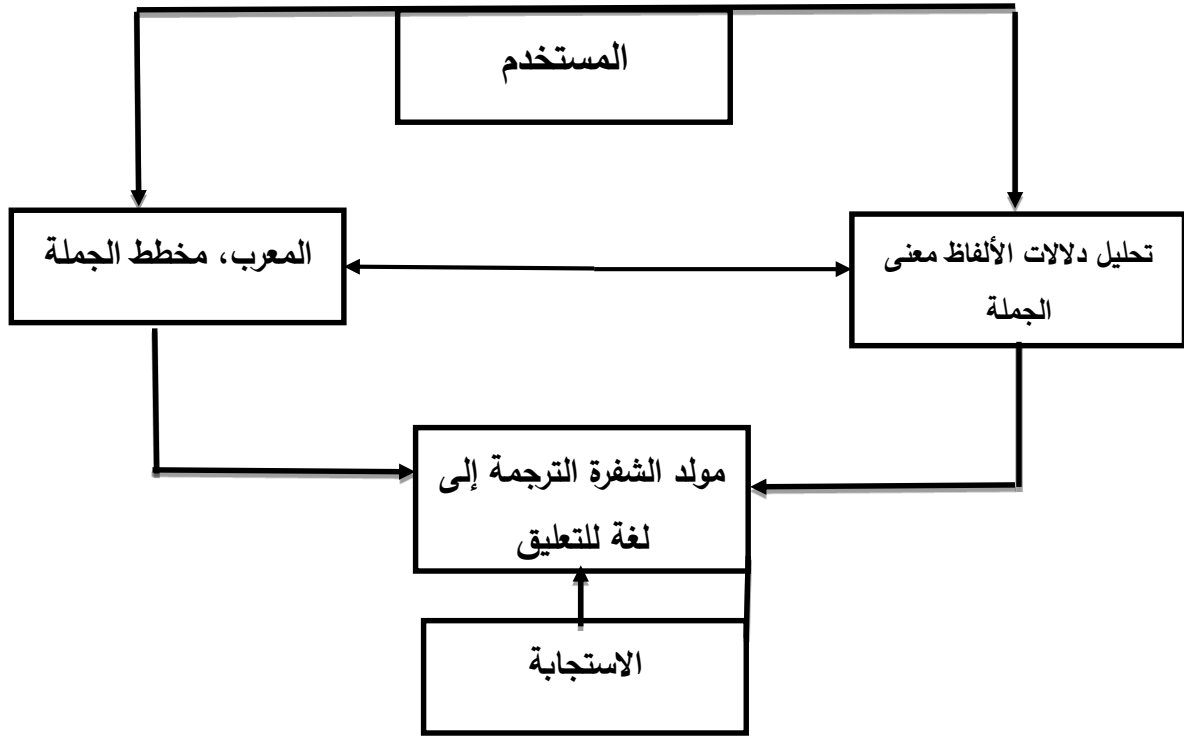 المستخدم
المعرب، مخطط الجملة
تحليل دلالات الألفاظ معنى
الجملة
مولد الشفرة الترجمة إلى
لغة للتعليق
الاستجابة